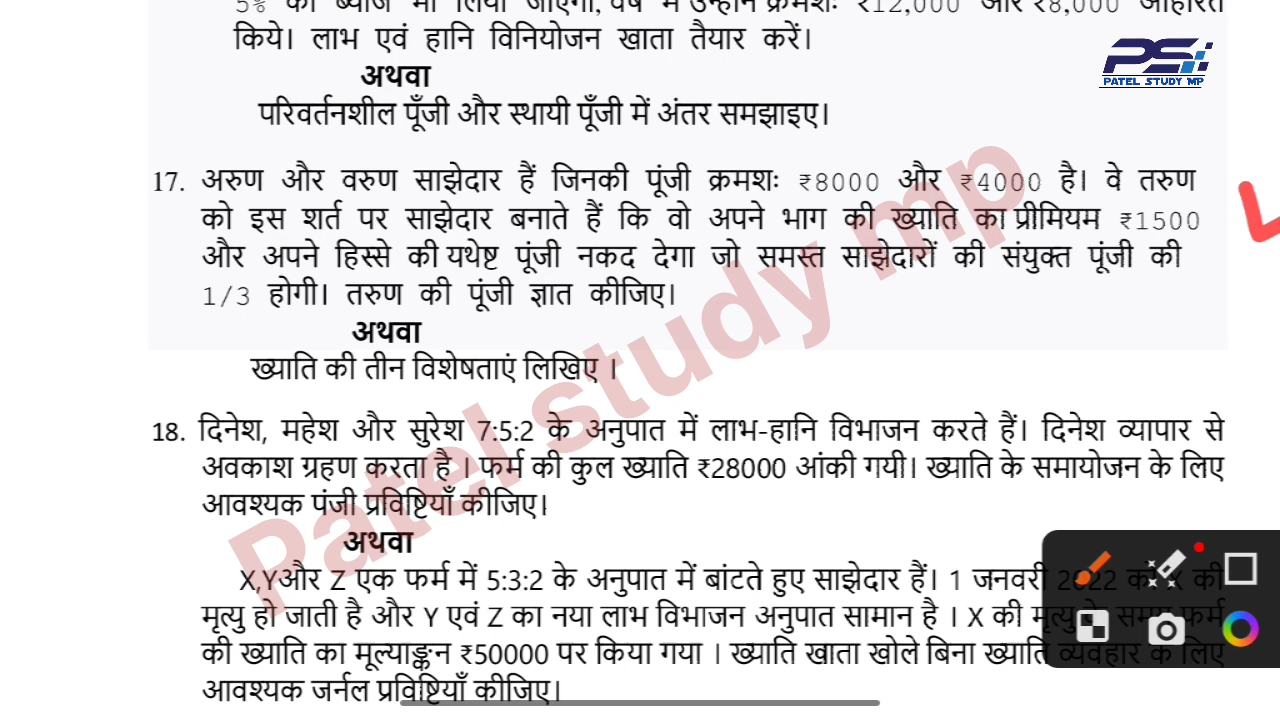 5% का ब्याज भी लिया जाएगा, वर्ष में उन्होंने क्रमशः ₹12,000 और ₹8,000 आहरित
किये। लाभ एवं हानि विनियोजन खाता तैयार करें।
PATEL STUDY MP
अथवा
परिवर्तनशील पूँजी और स्थायी पूँजी में अंतर समझाइए।
17. अरुण और वरुण साझेदार हैं जिनकी पूंजी क्रमशः ₹8000 और ₹4000 है। वे तरुण
को इस शर्त पर साझेदार बनाते हैं कि वो अपने भाग की ख्याति का प्रीमियम ₹1500
और अपने हिस्से की यथेष्ट पूंजी नकद देगा जो समस्त साझेदारों की संयुक्त पूंजी की
1/3 होगी। तरुण की पूंजी ज्ञात कीजिए।
अथवा
ख्याति की तीन विशेषताएं लिखिए ।
Patel study mp
18. दिनेश, महेश और सुरेश 7:5:2 के अनुपात में लाभ-हानि विभाजन करते हैं। दिनेश व्यापार से
अवकाश ग्रहण करता है । फर्म की कुल ख्याति ₹28000 आंकी गयी। ख्याति के समायोजन के लिए
आवश्यक पंजी प्रविष्टियाँ कीजिए।
अथवा
X,Yऔर Z एक फर्म में 5:3:2 के अनुपात में बांटते हुए साझेदार हैं। 1 जनवरी 2022 को X की
मृत्यु हो जाती है और Y एवं Z का नया लाभ विभाजन अनुपात सामान है । X की मृत्यु के समय फर्म
की ख्याति का मूल्याङ्कन ₹50000 पर किया गया । ख्याति खाता खोले बिना ख्याति व्यवहार के लिए
आवश्यक जर्नल प्रविष्टियाँ कीजिए।